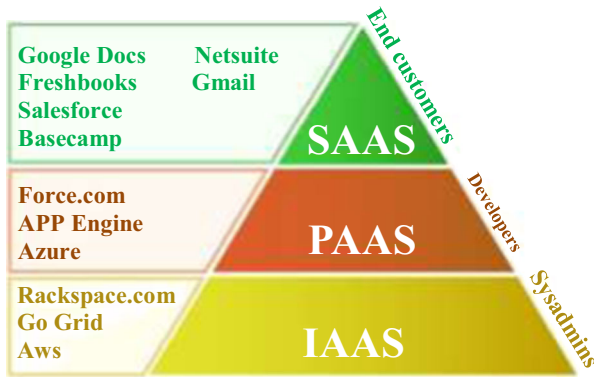 Google Docs Netsuite
Freshbooks Gmail
Salesforce
Basecamp
SAAS
End customers
Force.com
APP Engine
Azure
PAAS
Developers
Rackspace.com
Go Grid
Aws
IAAS
Sysadmins